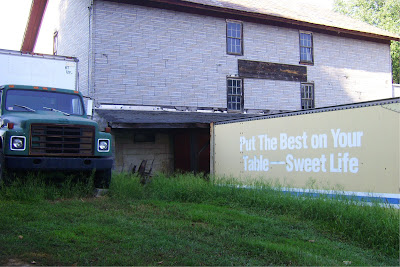 Put The Best on Your
Table--Sweet Life